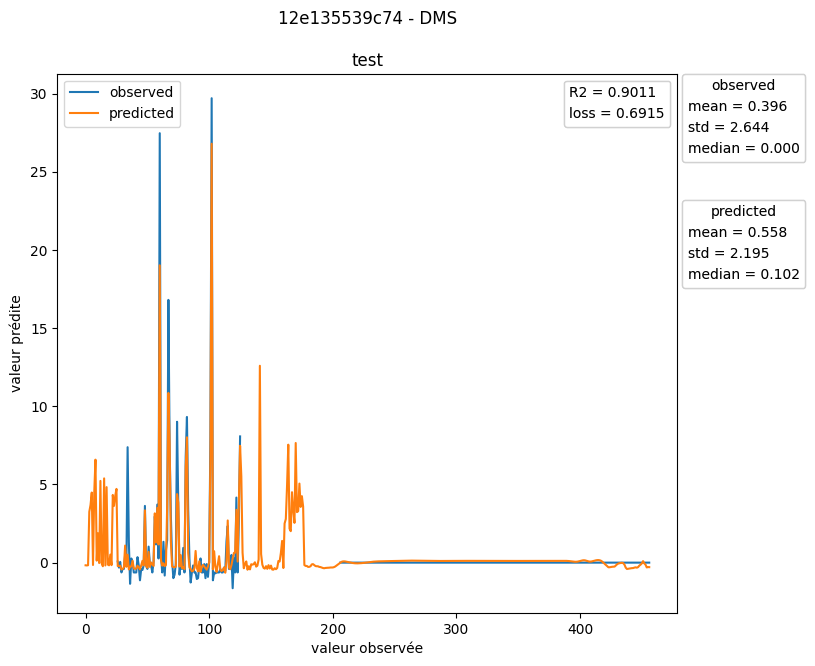 12e135539c74 - DMS
test
observed
predicted
R2 = 0.9011
loss = 0.6915
observed
mean = 0.396
std = 2.644
median = 0.000
predicted
mean = 0.558
std = 2.195
median = 0.102
valeur prédite
30
25
20
15
10
5
0
0
100
200
300
400
valeur observée